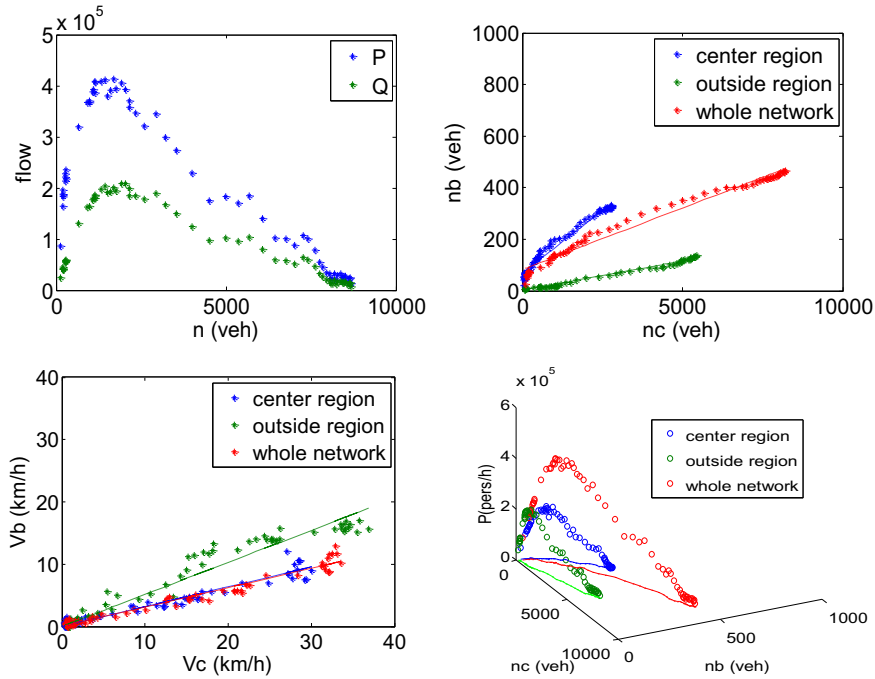 x 10^5
5
4
3
2
1
0
flow
0
5000
10000
n (veh)
P
Q
1000
800
600
400
200
0
nb (veh)
0
5000
10000
nc (veh)
center region
outside region
whole network
40
30
20
10
0
Vb (km/h)
0
10
20
30
40
Vc (km/h)
center region
outside region
whole network
x 10^5
6
4
2
0
P(pers/h)
0
5000
10000
nc (veh)
0
500
1000
nb (veh)
center region
outside region
whole network